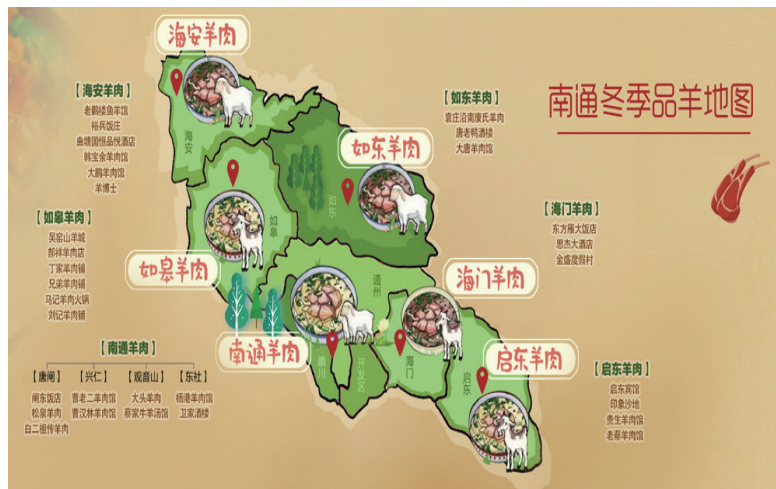 南通冬季品羊地图
海安羊肉
【海安羊肉】
老鹳楼鱼羊馆
裕兵饭庄
曲塘国恒品悦酒店
韩宝余羊肉馆
大鹏羊肉馆
羊博士
海安
【如东羊肉】
袁庄沿南康氏羊肉
唐老鸭酒楼
大唐羊肉馆
如东羊肉
如东
【如皋羊肉】
吴窑山羊城
郝祥羊肉店
丁家羊肉铺
兄弟羊肉铺
马记羊肉火锅
刘记羊肉铺
如皋
如皋羊肉
【海门羊肉】
东方雁大饭店
思杰大酒店
金盛度假村
海门羊肉
通州
南通羊肉
崇川
开发区
海门
启东羊肉
启东
【南通羊肉】
【唐闸】
闸东饭店
松泉羊肉
白二祖传羊肉
【兴仁】
曹老二羊肉馆
曹汉林羊肉馆
【观音山】
大头羊肉
蔡家牛羊汤馆
【东社】
杨港羊肉馆
卫家酒楼
【启东羊肉】
启东宾馆
印象沙地
贵生羊肉馆
老蔡羊肉馆